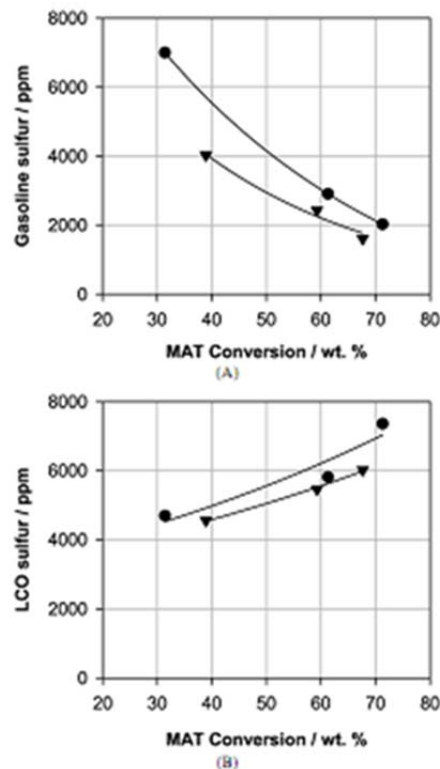 8000
6000
4000
2000
0
Gasoline sulfur / ppm
20 30 40 50 60 70 80
MAT Conversion / wt. %
(A)
8000
6000
4000
2000
0
LCO sulfur / ppm
20 30 40 50 60 70 80
MAT Conversion / wt. %
(B)